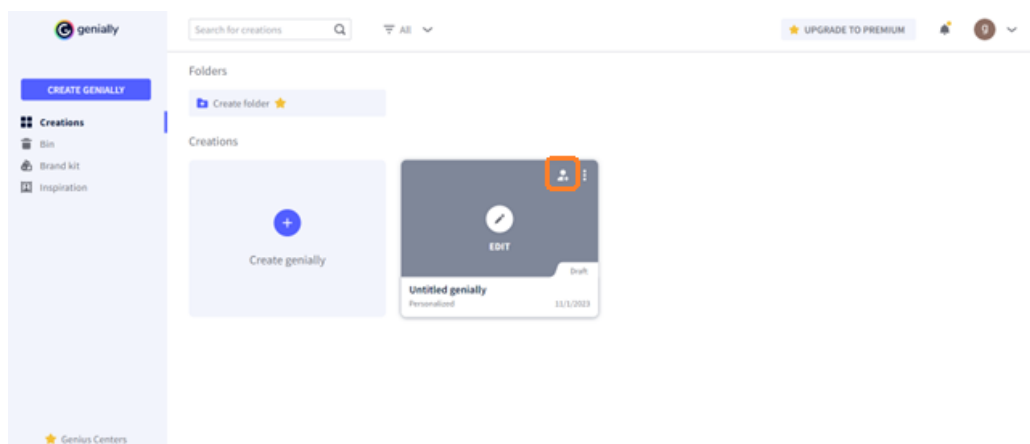 genially
Search for creations
All
UPGRADE TO PREMIUM
g
CREATE GENIALLY
Creations
Bin
Brand kit
Inspiration
Genius Centers
Folders
Create folder
Creations
Create genially
EDIT
Draft
Untitled genially
Personalized
11/1/2023